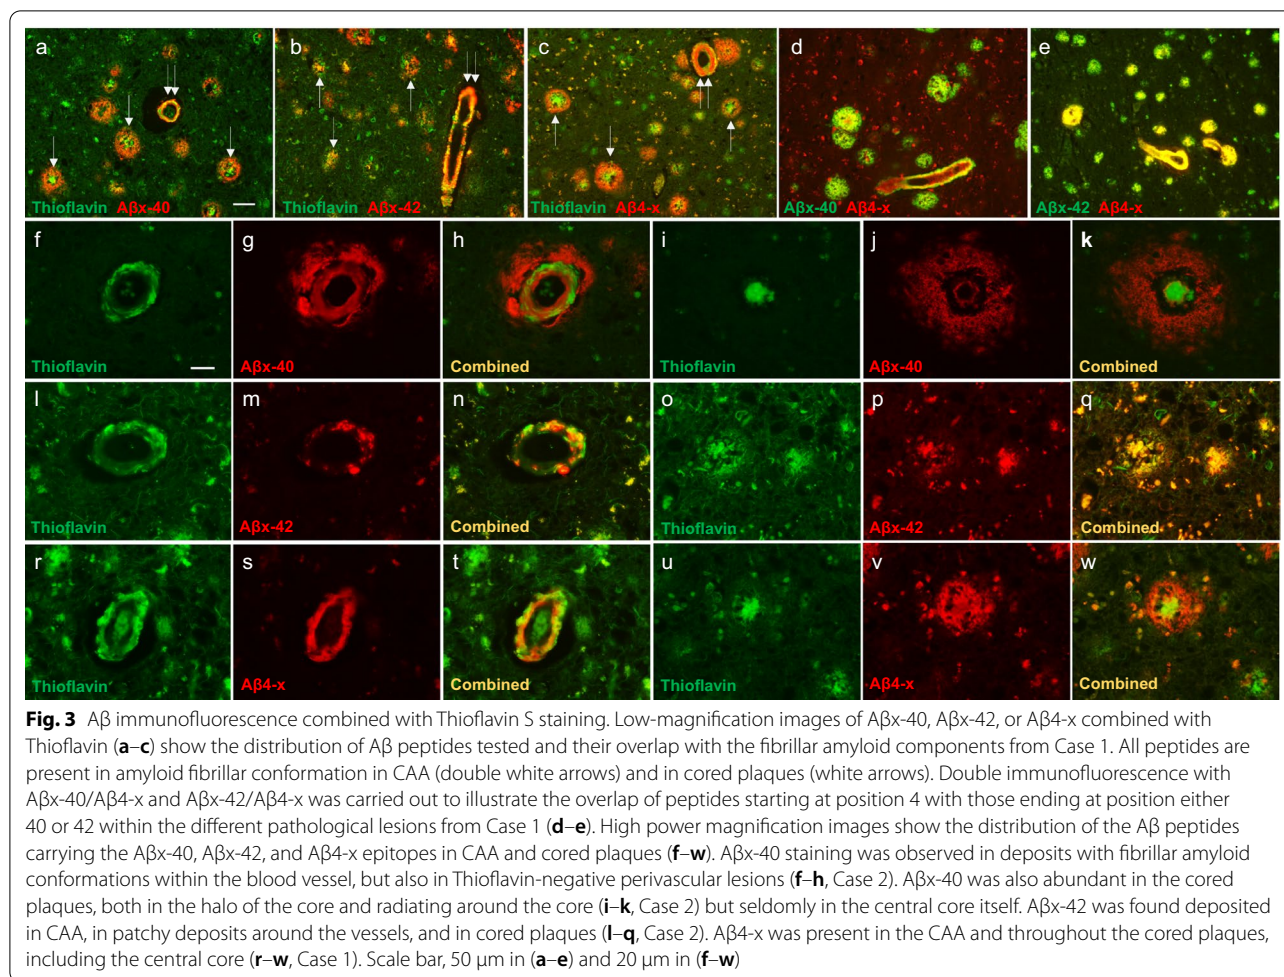 a b c d e
Thioflavin Aβx-40 Thioflavin Aβx-42 Thioflavin Aβ4-x Aβx-40 Aβ4-x Aβx-42 Aβ4-x
f g h i j k
Thioflavin Aβx-40 Combined Thioflavin Aβx-40 Combined
l m n o p q
Thioflavin Aβx-42 Combined Thioflavin Aβx-42 Combined
r s t u v w
Thioflavin Aβ4-x Combined Thioflavin Aβ4-x Combined
Fig. 3 Aβ immunofluorescence combined with Thioflavin S staining. Low-magnification images of Aβx-40, Aβx-42, or Aβ4-x combined with
Thioflavin (a–c) show the distribution of Aβ peptides tested and their overlap with the fibrillar amyloid components from Case 1. All peptides are
present in amyloid fibrillar conformation in CAA (double white arrows) and in cored plaques (white arrows). Double immunofluorescence with
Aβx-40/Aβ4-x and Aβx-42/Aβ4-x was carried out to illustrate the overlap of peptides starting at position 4 with those ending at position either
40 or 42 within the different pathological lesions from Case 1 (d–e). High power magnification images show the distribution of the Aβ peptides
carrying the Aβx-40, Aβx-42, and Aβ4-x epitopes in CAA and cored plaques (f–w). Aβx-40 staining was observed in deposits with fibrillar amyloid
conformations within the blood vessel, but also in Thioflavin-negative perivascular lesions (f–h, Case 2). Aβx-40 was also abundant in the cored
plaques, both in the halo of the core and radiating around the core (i–k, Case 2) but seldomly in the central core itself. Aβx-42 was found deposited
in CAA, in patchy deposits around the vessels, and in cored plaques (l–q, Case 2). Aβ4-x was present in the CAA and throughout the cored plaques,
including the central core (r–w, Case 1). Scale bar, 50 μm in (a–e) and 20 μm in (f–w)